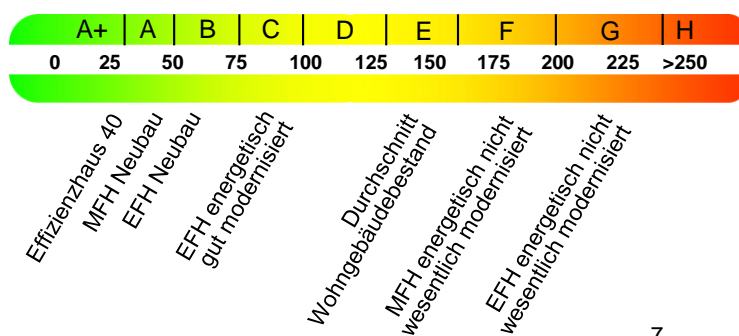 A+ A B C D E F G H
0 25 50 75 100 125 150 175 200 225 >250
Effizienzhaus 40
MFH Neubau
EFH Neubau
EFH energetisch
gut modernisiert
Durchschnitt
Wohngebäudebestand
MFH energetisch nicht
wesentlich modernisiert
EFH energetisch nicht
wesentlich modernisiert
7